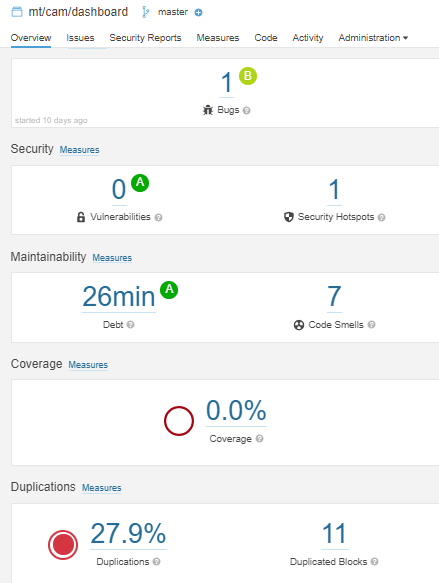 mt/cam/dashboard master
Overview Issues Security Reports Measures Code Activity Administration
1 B
Bugs
started 10 days ago
Security Measures
0 A 1
Vulnerabilities Security Hotspots
Maintainability Measures
26min A 7
Debt Code Smells
Coverage Measures
0.0%
Coverage
Duplications Measures
27.9% 11
Duplications Duplicated Blocks